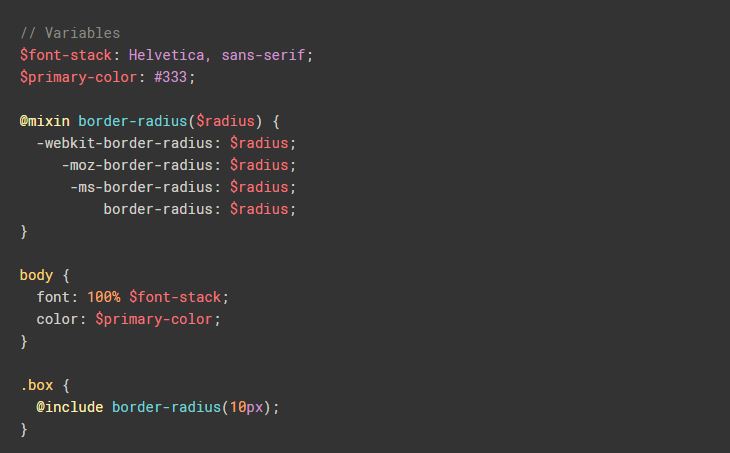 // Variables
$font-stack: Helvetica, sans-serif;
$primary-color: #333;

@mixin border-radius($radius) {
  -webkit-border-radius: $radius;
     -moz-border-radius: $radius;
      -ms-border-radius: $radius;
          border-radius: $radius;
}

body {
  font: 100% $font-stack;
  color: $primary-color;
}

.box {
  @include border-radius(10px);
}